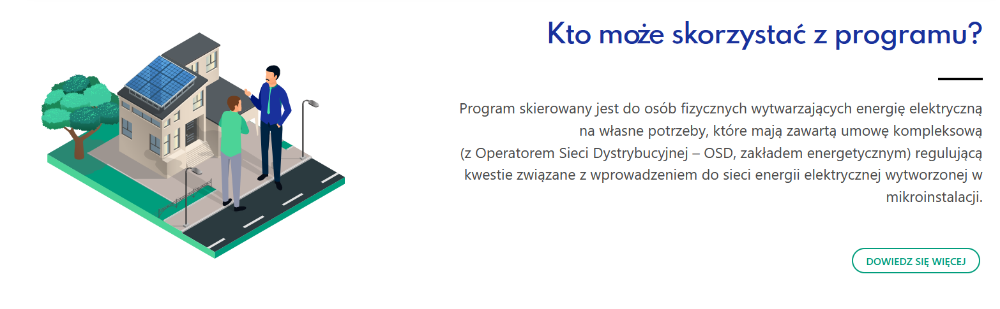 Kto może skorzystać z programu?
Program skierowany jest do osób fizycznych wytwarzających energię elektryczną
na własne potrzeby, które mają zawartą umowę kompleksową
(z Operatorem Sieci Dystrybucyjnej – OSD, zakładem energetycznym) regulującą
kwestie związane z wprowadzeniem do sieci energii elektrycznej wytworzonej w
mikroinstalacji.
DOWIEDZ SIĘ WIĘCEJ